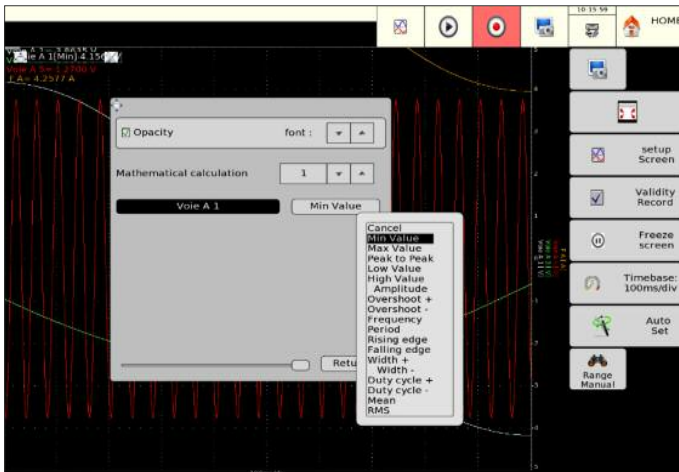 10:15:59
HOME
Voie A 1[Min]-4.156
Voie A 5= 1.2700 V
A= 4.2577 A
Opacity
font :
Mathematical calculation
1
Voie A 1
Min Value
Cancel
Min Value
Max Value
Peak to Peak
Low Value
High Value
Amplitude
Overshoot +
Overshoot -
Frequency
Period
Rising edge
Falling edge
Width +
Width -
Duty cycle +
Duty cycle -
Mean
RMS
Retu
setup
Screen
Validity
Record
Freeze
screen
Timebase:
100ms/div
Auto
Set
Range
Manual